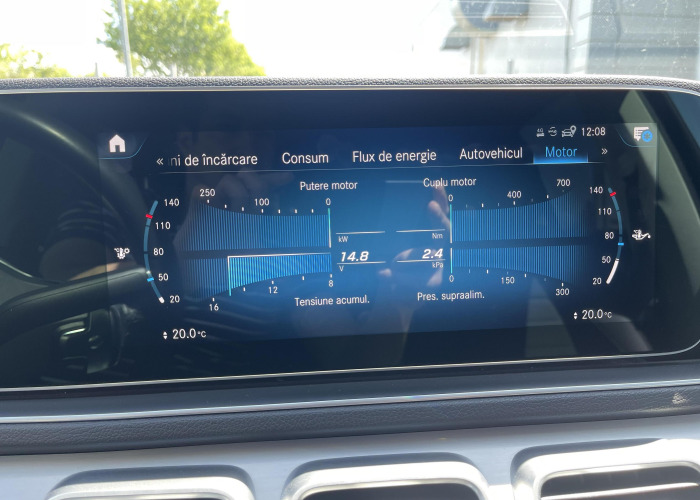 4G 12:08
« ni de încărcare Consum Flux de energie Autovehicul Motor »
Putere motor Cuplu motor
250 100 0 0 400 700
140 110 80 50 20
140 110 80 50 20
kW Nm
14.8 2.4
V kPa
16 12 8 0 150 300
Tensiune acumul. Pres. supraalim.
20.0°C 20.0°C